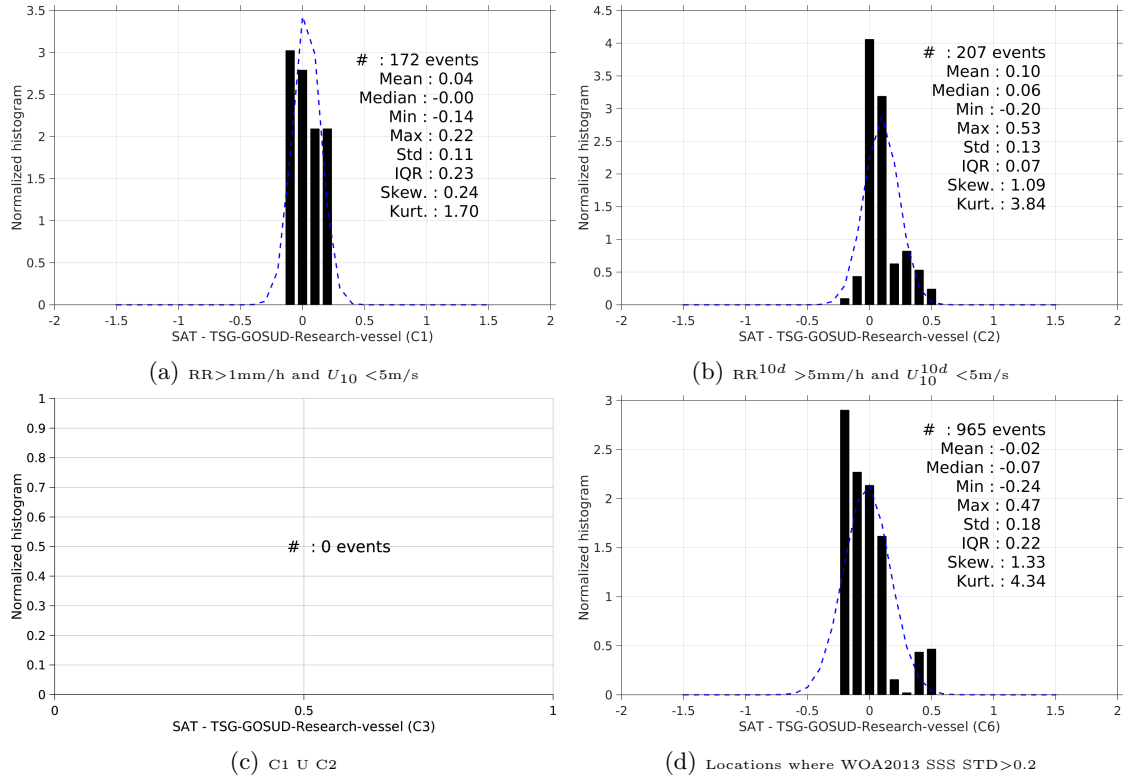 3.5
3
2.5
2
1.5
1
0.5
0
Normalized histogram
# : 172 events
Mean : 0.04
Median : -0.00
Min : -0.14
Max : 0.22
Std : 0.11
IQR : 0.23
Skew. : 0.24
Kurt. : 1.70
-2 -1.5 -1 -0.5 0 0.5 1 1.5 2
SAT - TSG-GOSUD-Research-vessel (C1)
(a) RR>1mm/h and U10 <5m/s
4.5
4
3.5
3
2.5
2
1.5
1
0.5
0
Normalized histogram
# : 207 events
Mean : 0.10
Median : 0.06
Min : -0.20
Max : 0.53
Std : 0.13
IQR : 0.07
Skew. : 1.09
Kurt. : 3.84
-2 -1.5 -1 -0.5 0 0.5 1 1.5 2
SAT - TSG-GOSUD-Research-vessel (C2)
(b) RR^10d >5mm/h and U10^10d <5m/s
1
0.9
0.8
0.7
0.6
0.5
0.4
0.3
0.2
0.1
0
Normalized histogram
# : 0 events
0 0.5 1
SAT - TSG-GOSUD-Research-vessel (C3)
(c) C1 U C2
3
2.5
2
1.5
1
0.5
0
Normalized histogram
# : 965 events
Mean : -0.02
Median : -0.07
Min : -0.24
Max : 0.47
Std : 0.18
IQR : 0.22
Skew. : 1.33
Kurt. : 4.34
-2 -1.5 -1 -0.5 0 0.5 1 1.5 2
SAT - TSG-GOSUD-Research-vessel (C6)
(d) Locations where WOA2013 SSS STD>0.2